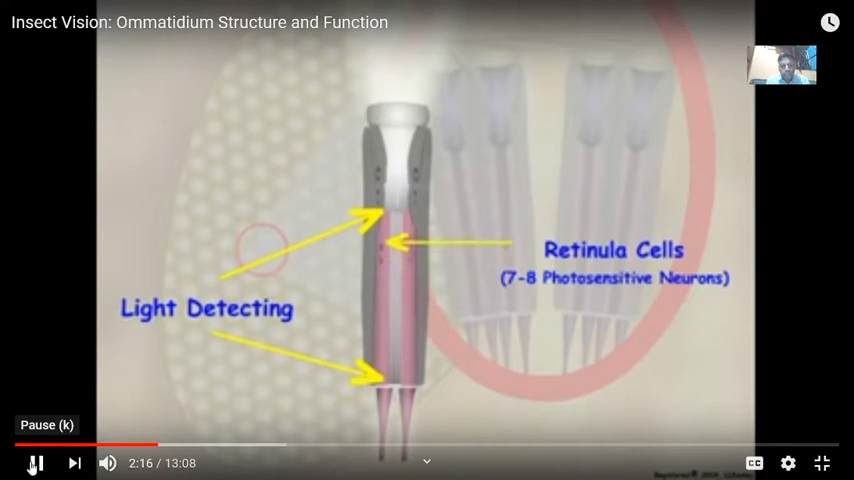 Insect Vision: Ommatidium Structure and Function
Retinula Cells
(7-8 Photosensitive Neurons)
Light Detecting
Pause (k)
2:16 / 13:08
CC